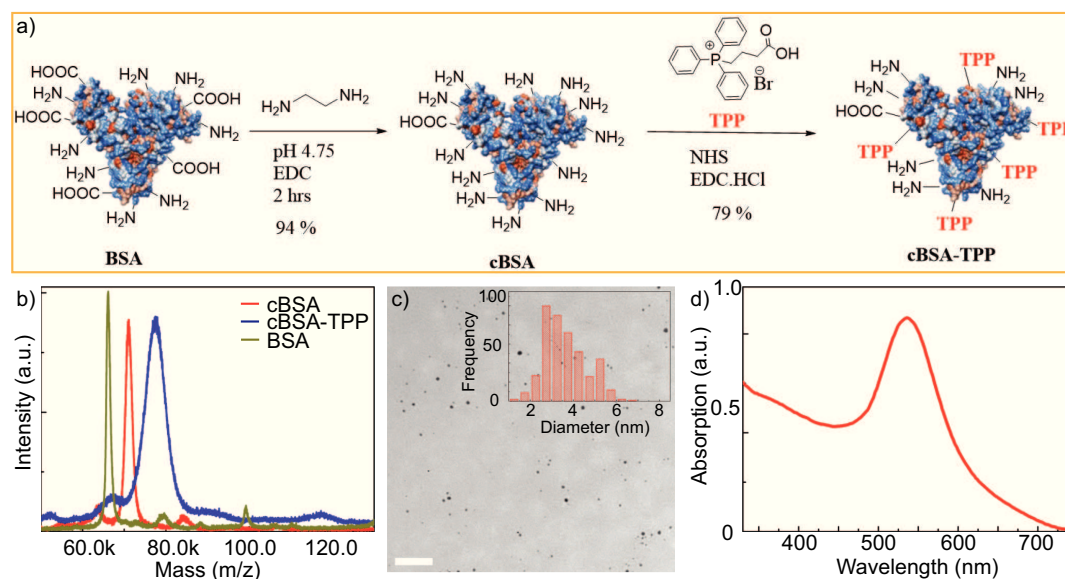 a)
HOOC
H₂N
NH₂
COOH
H₂N
HOOC
NH₂
H₂N
COOH
H₂N
HOOC
NH₂
H₂N
BSA
NH₂
H₂N
pH 4.75
EDC
2 hrs
94 %
H₂N
H₂N
NH₂
NH₂
H₂N
HOOC
NH₂
H₂N
NH₂
H₂N
NH₂
H₂N
NH₂
H₂N
cBSA
O
OH
P
⊕
⊖
Br
TPP
NHS
EDC.HCl
79 %
H₂N
TPP
NH₂
NH₂
H₂N
HOOC
TPP
TPP
H₂N
TPP
H₂N
NH₂
H₂N
TPP
cBSA-TPP
b)
cBSA
cBSA-TPP
BSA
Intensity (a.u.)
60.0k 80.0k 100.0 120.0
Mass (m/z)
c)
100
50
0
Frequency
2 4 6 8
Diameter (nm)
d)
1.0
0.5
0
Absorption (a.u.)
400 500 600 700
Wavelength (nm)